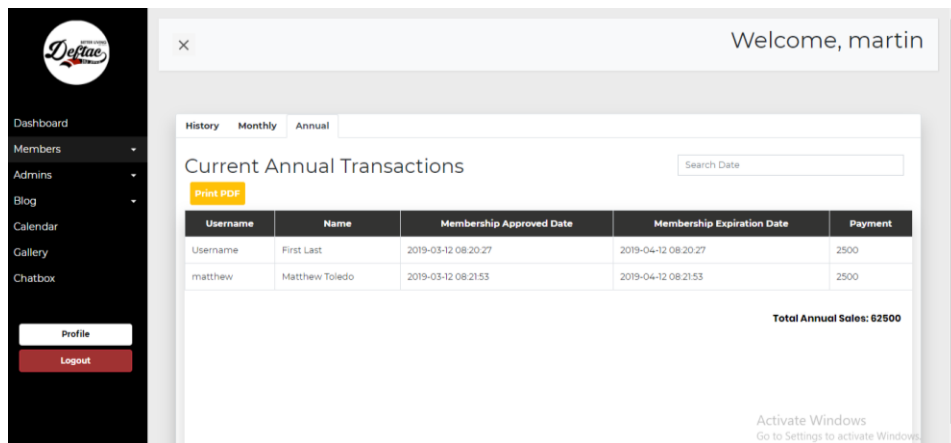 Deftac
Welcome, martin
Dashboard
Members
Admins
Blog
Calendar
Gallery
Chatbox
Profile
Logout
History Monthly Annual
Current Annual Transactions
Search Date
Print PDF
Username Name Membership Approved Date Membership Expiration Date Payment
Username First Last 2019-03-12 08:20:27 2019-04-12 08:20:27 2500
matthew Matthew Toledo 2019-03-12 08:21:53 2019-04-12 08:21:53 2500
Total Annual Sales: 62500
Activate Windows
Go to Settings to activate Windows.